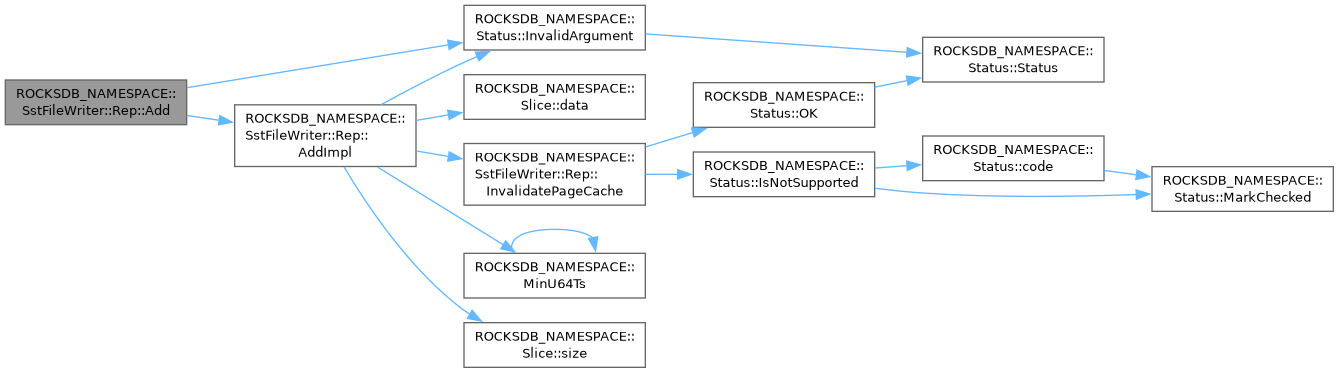 ROCKSDB_NAMESPACE::
SstFileWriter::Rep::Add
ROCKSDB_NAMESPACE::
SstFileWriter::Rep::
AddImpl
ROCKSDB_NAMESPACE::
Status::InvalidArgument
ROCKSDB_NAMESPACE::
Slice::data
ROCKSDB_NAMESPACE::
SstFileWriter::Rep::
InvalidatePageCache
ROCKSDB_NAMESPACE::
MinU64Ts
ROCKSDB_NAMESPACE::
Slice::size
ROCKSDB_NAMESPACE::
Status::OK
ROCKSDB_NAMESPACE::
Status::IsNotSupported
ROCKSDB_NAMESPACE::
Status::Status
ROCKSDB_NAMESPACE::
Status::code
ROCKSDB_NAMESPACE::
Status::MarkChecked